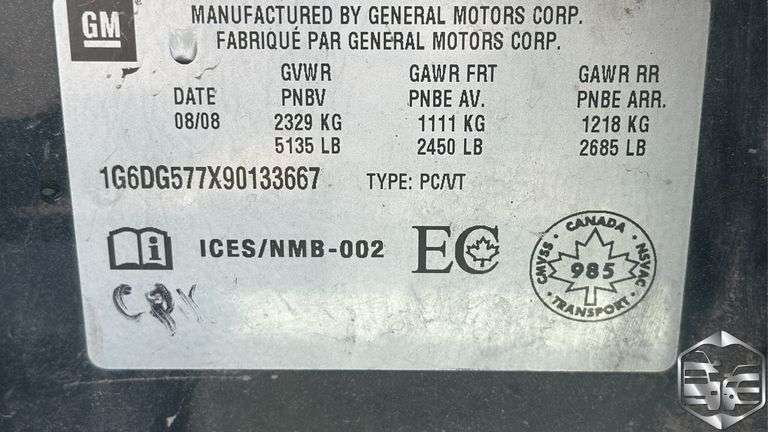 GM
MANUFACTURED BY GENERAL MOTORS CORP.
FABRIQUÉ PAR GENERAL MOTORS CORP.
GVWR GAWR FRT GAWR RR
DATE PNBV PNBE AV. PNBE ARR.
08/08 2329 KG 1111 KG 1218 KG
5135 LB 2450 LB 2685 LB
1G6DG577X90133667 TYPE: PC/VT
i ICES/NMB-002 EC
CANADA
CMVSS 985 NSVAC
TRANSPORT